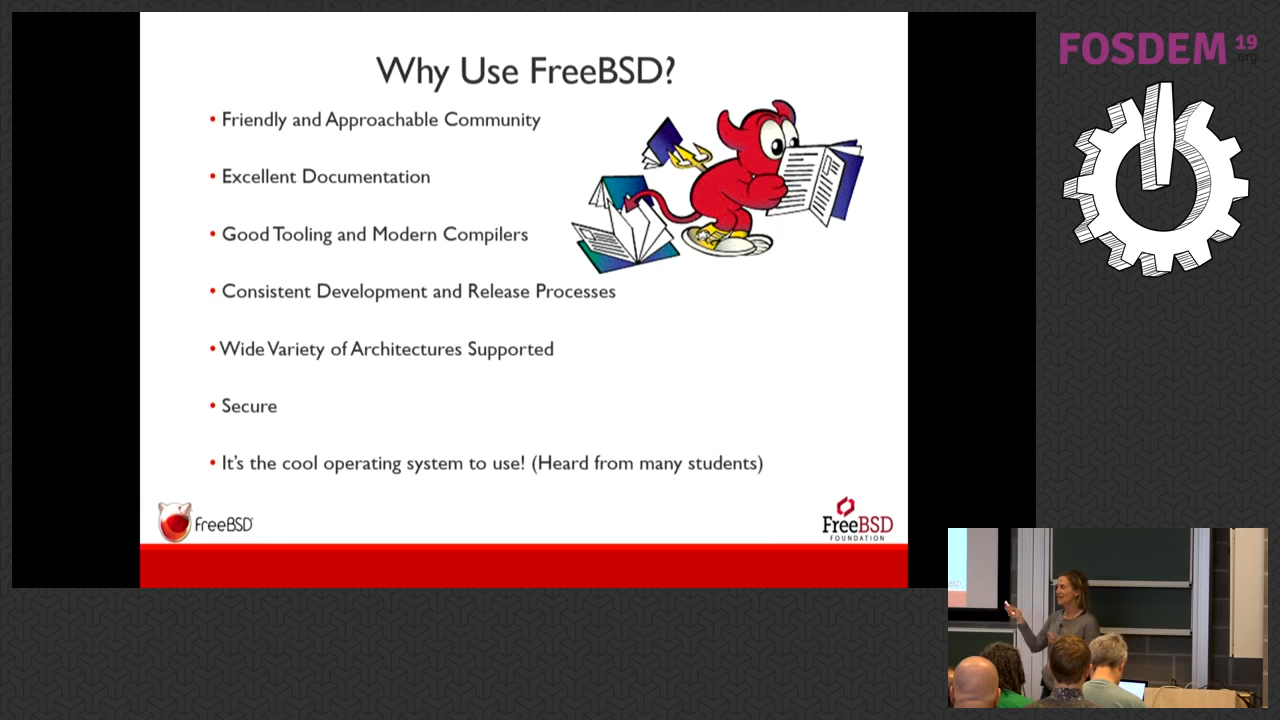 Why Use FreeBSD?
• Friendly and Approachable Community
• Excellent Documentation
• Good Tooling and Modern Compilers
• Consistent Development and Release Processes
• Wide Variety of Architectures Supported
• Secure
• It's the cool operating system to use! (Heard from many students)
FreeBSD
FreeBSD
FOUNDATION
FOSDEM 19
.org